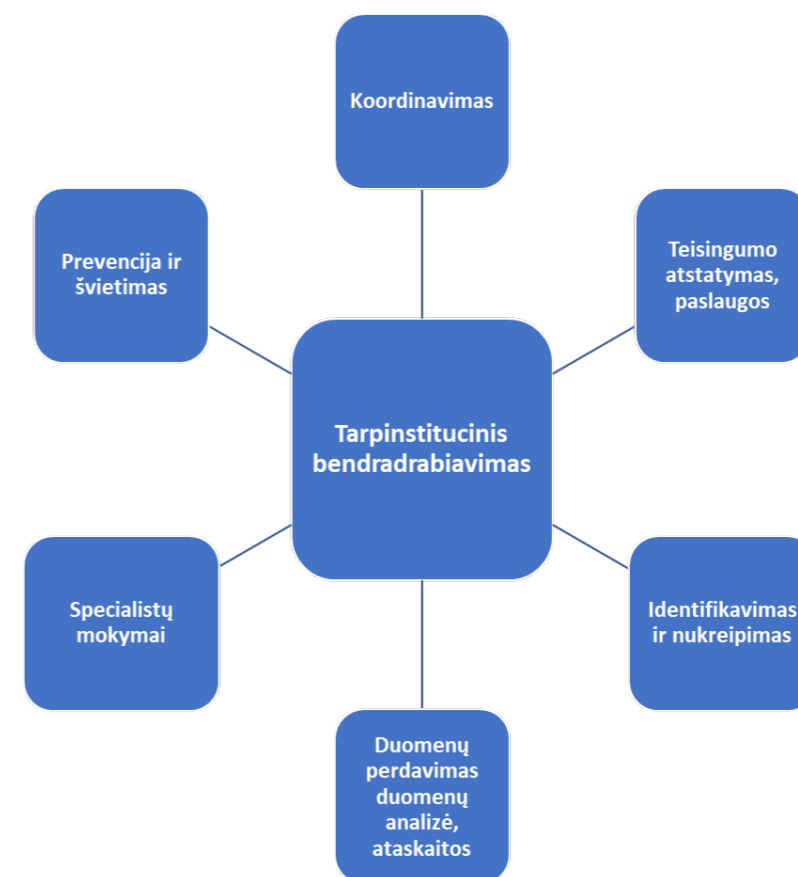 Koordinavimas
Prevencija ir
švietimas
Teisingumo
atstatymas,
paslaugos
Tarpinstitucinis
bendradrabiavimas
Specialistų
mokymai
Identifikavimas
ir nukreipimas
Duomenų
perdavimas
duomenų
analizė,
ataskaitos